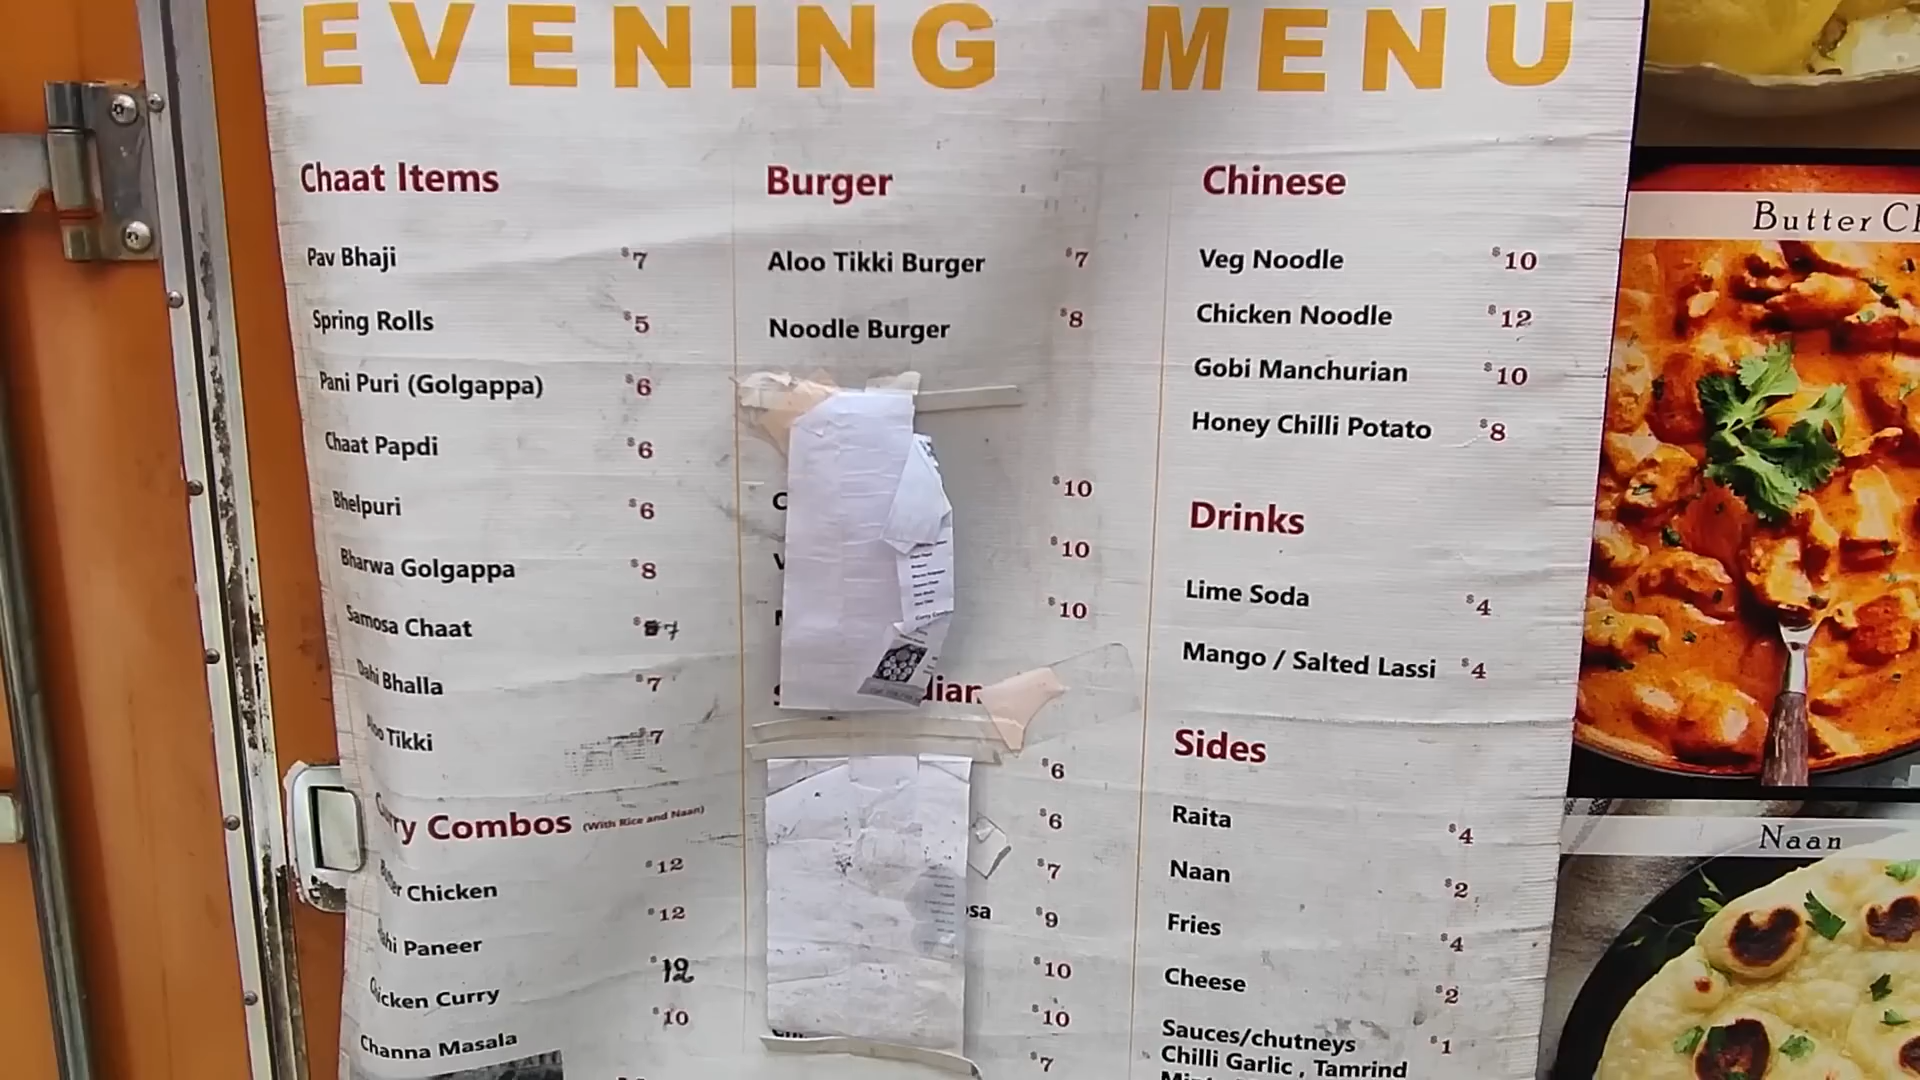 EVENING MENU
Chaat Items
Pav Bhaji $7
Spring Rolls $5
Pani Puri (Golgappa) $6
Chaat Papdi $6
Bhelpuri $6
Bharwa Golgappa $8
Samosa Chaat $7
Dahi Bhalla $7
Aloo Tikki $7
Curry Combos (With Rice and Naan)
Butter Chicken $12
Paneer $12
Chicken Curry $12
Channa Masala $10
Burger
Aloo Tikki Burger $7
Noodle Burger $8
$10
$10
$10
$6
$6
$7
$9
$10
$10
$7
Chinese
Veg Noodle $10
Chicken Noodle $12
Gobi Manchurian $10
Honey Chilli Potato $8
Drinks
Lime Soda $4
Mango / Salted Lassi $4
Sides
Raita $4
Naan $2
Fries $4
Cheese $2
Sauces/chutneys $1
Chilli Garlic , Tamrind
Butter
Naan